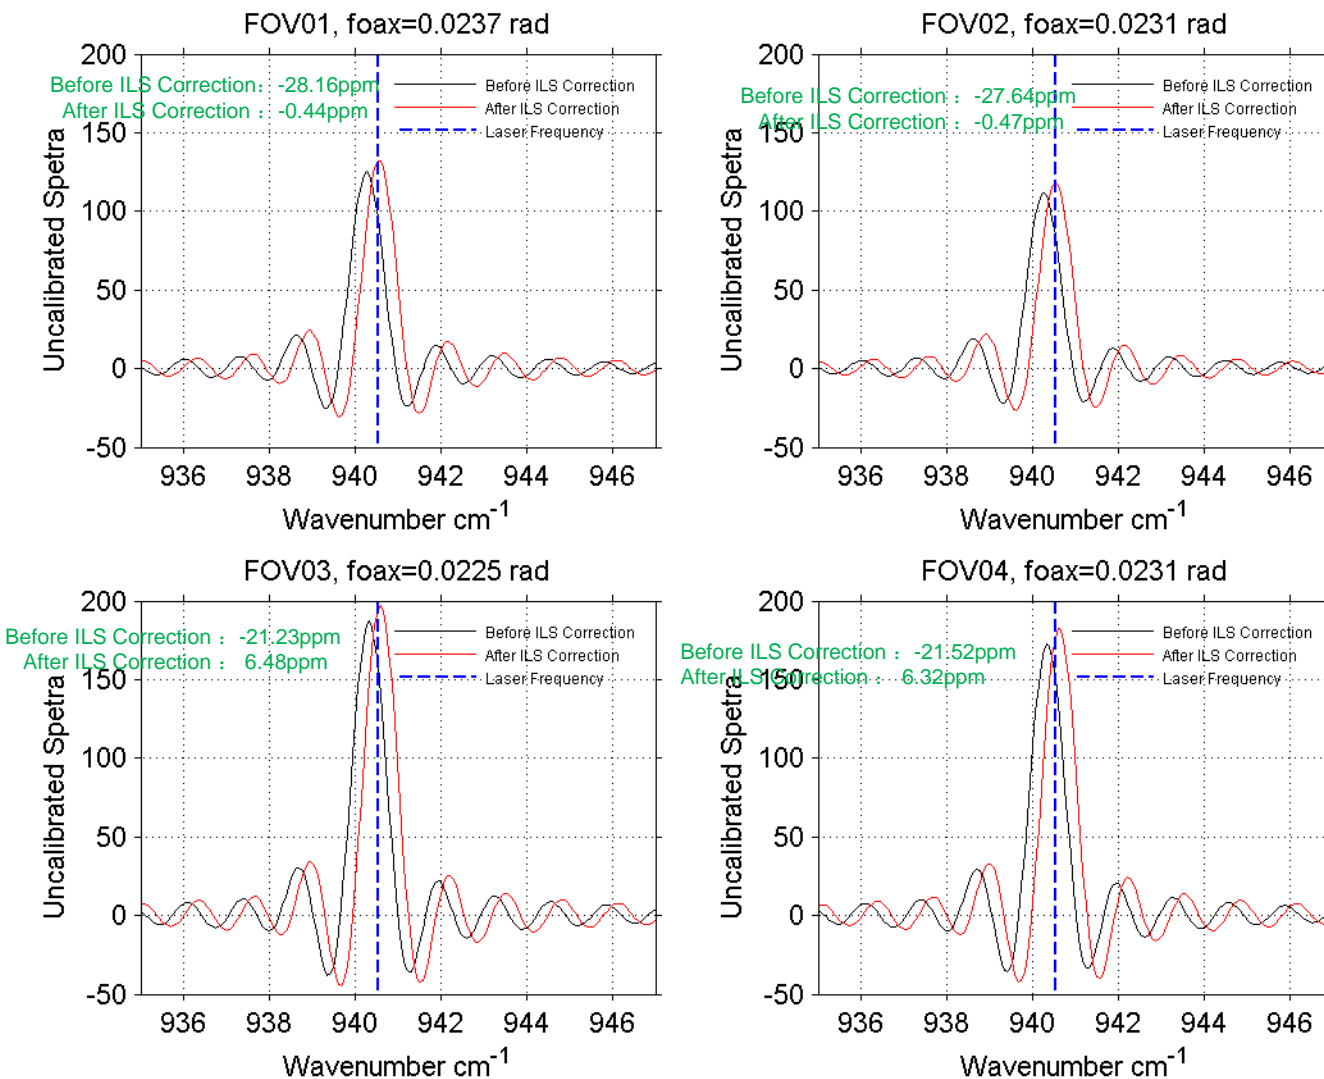 FOV01, foax=0.0237 rad
200
150
100
50
0
-50
Uncalibrated Spetra
Before ILS Correction：-28.16ppm
After ILS Correction ：-0.44ppm
Before ILS Correction
After ILS Correction
Laser Frequency
936 938 940 942 944 946
Wavenumber cm-1
FOV02, foax=0.0231 rad
200
150
100
50
0
-50
Uncalibrated Spetra
Before ILS Correction ：-27.64ppm
After ILS Correction ：-0.47ppm
Before ILS Correction
After ILS Correction
Laser Frequency
936 938 940 942 944 946
Wavenumber cm-1
FOV03, foax=0.0225 rad
200
150
100
50
0
-50
Uncalibrated Spetra
Before ILS Correction ：-21.23ppm
After ILS Correction ： 6.48ppm
Before ILS Correction
After ILS Correction
Laser Frequency
936 938 940 942 944 946
Wavenumber cm-1
FOV04, foax=0.0231 rad
200
150
100
50
0
-50
Uncalibrated Spetra
Before ILS Correction ：-21.52ppm
After ILS Correction ： 6.32ppm
Before ILS Correction
After ILS Correction
Laser Frequency
936 938 940 942 944 946
Wavenumber cm-1